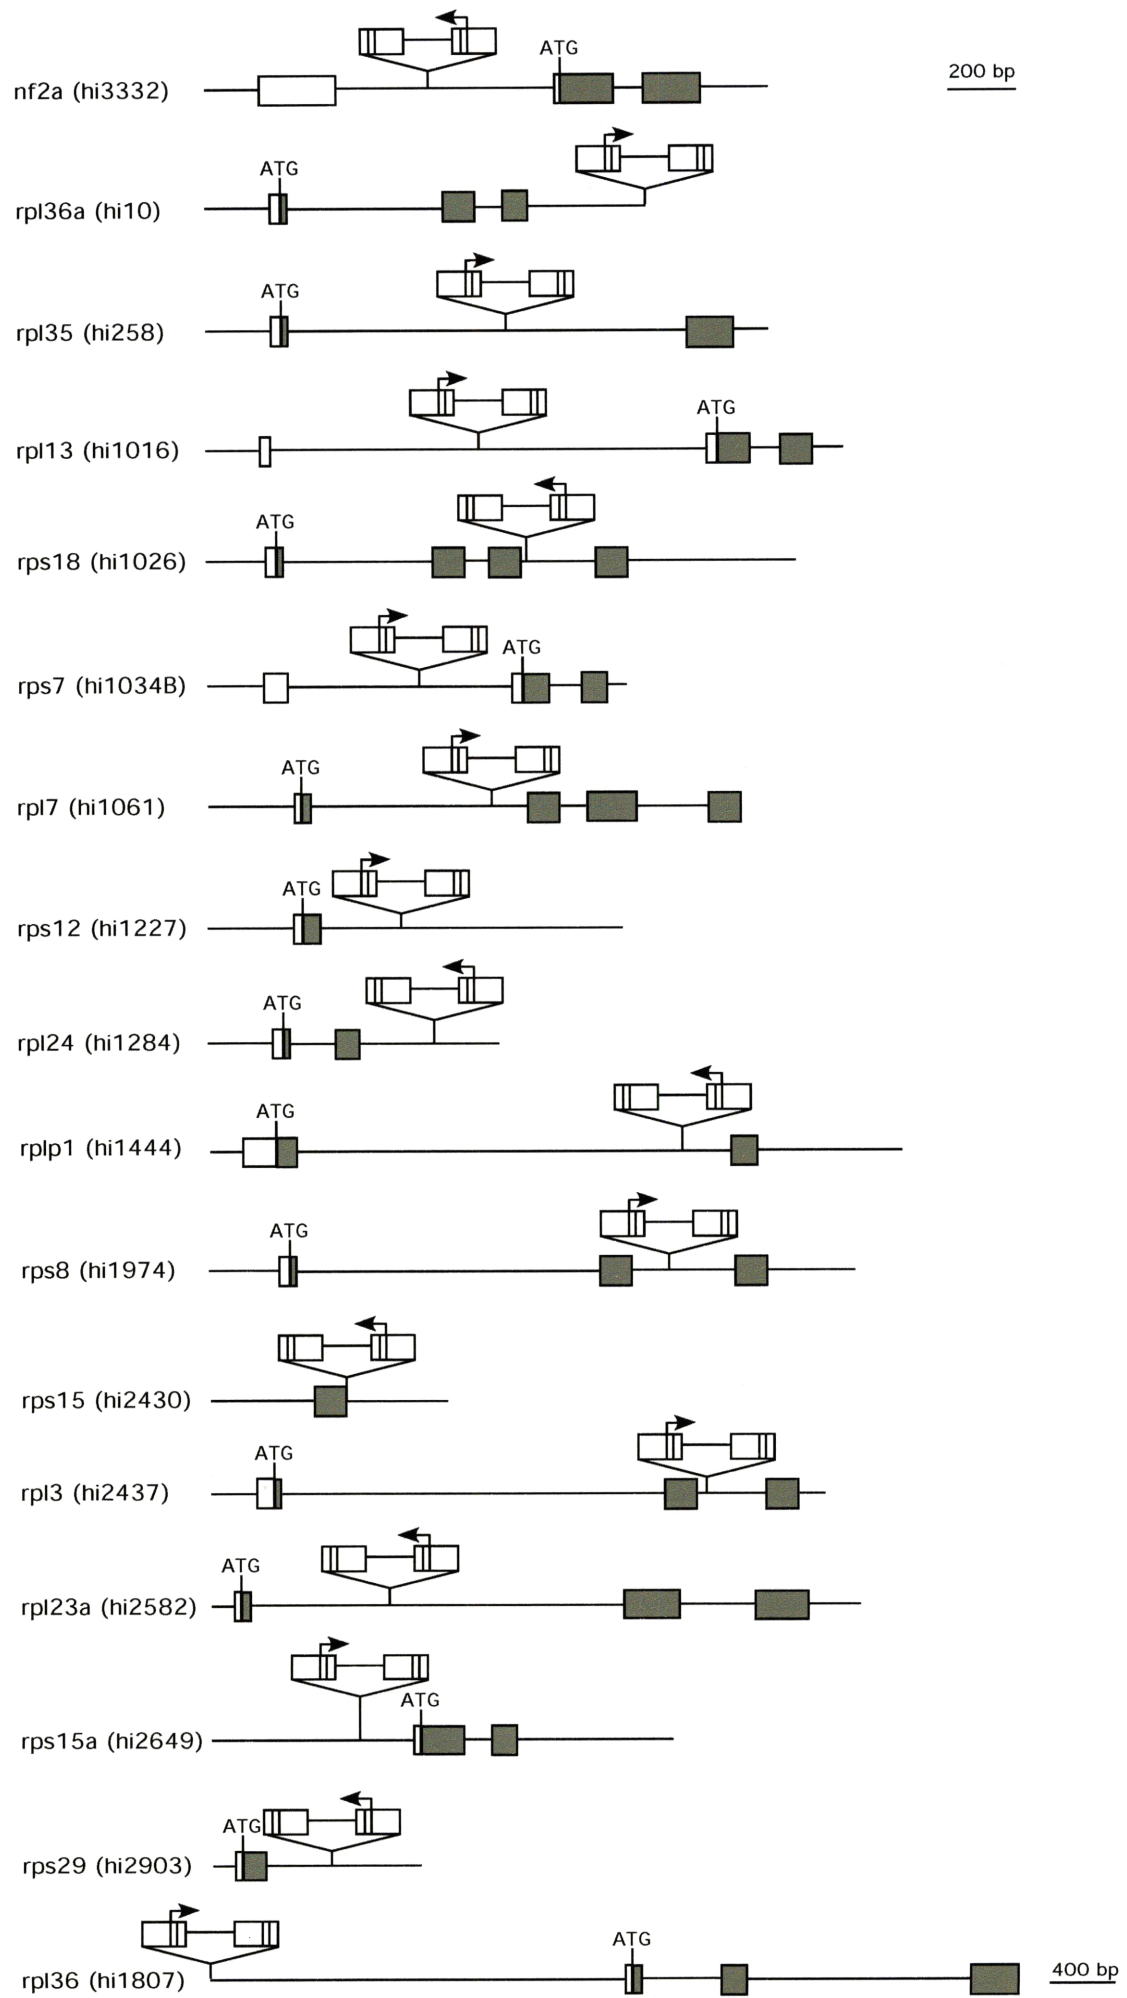 ATG
nf2a (hi3332)
200 bp
ATG
rpl36a (hi10)
ATG
rpl35 (hi258)
ATG
rpl13 (hi1016)
ATG
rps18 (hi1026)
ATG
rps7 (hi1034B)
ATG
rpl7 (hi1061)
ATG
rps12 (hi1227)
ATG
rpl24 (hi1284)
ATG
rplp1 (hi1444)
ATG
rps8 (hi1974)
rps15 (hi2430)
ATG
rpl3 (hi2437)
ATG
rpl23a (hi2582)
ATG
rps15a (hi2649)
ATG
rps29 (hi2903)
ATG
rpl36 (hi1807)
400 bp